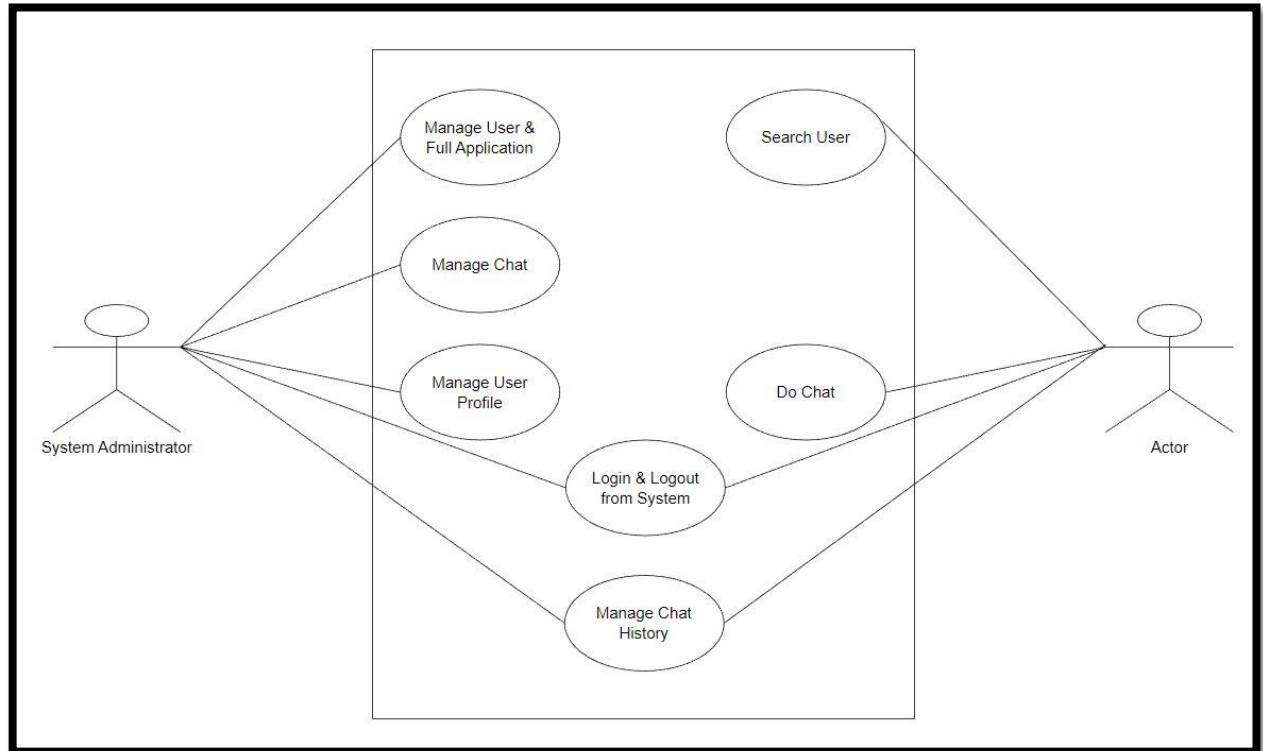 Manage User &
Full Application
Search User
Manage Chat
Manage User
Profile
Do Chat
System Administrator
Actor
Login & Logout
from System
Manage Chat
History